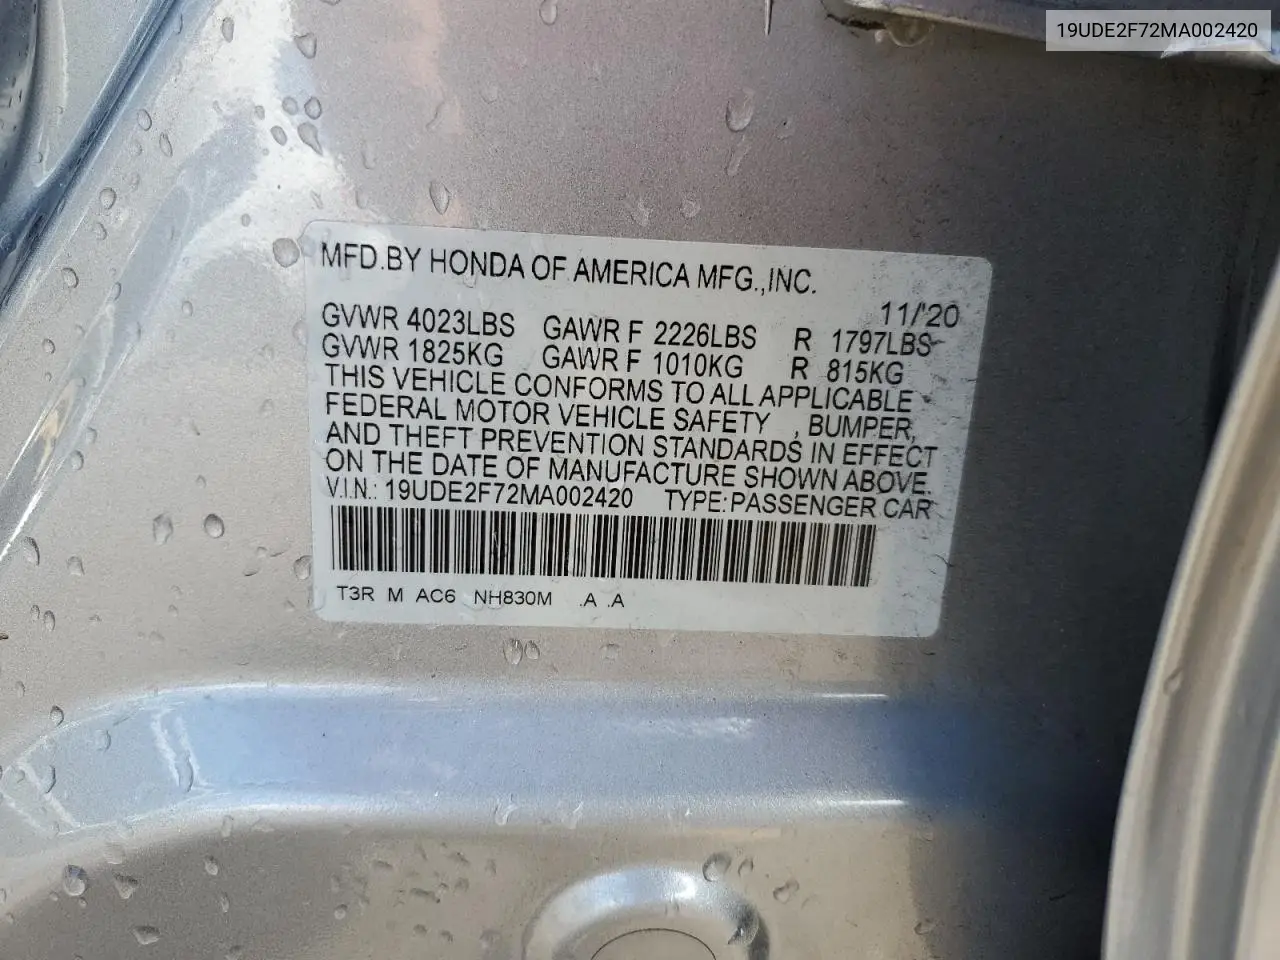 19UDE2F72MA002420
MFD.BY HONDA OF AMERICA MFG.,INC.
11/'20
GVWR 4023LBS GAWR F 2226LBS R 1797LBS
GVWR 1825KG GAWR F 1010KG R 815KG
THIS VEHICLE CONFORMS TO ALL APPLICABLE
FEDERAL MOTOR VEHICLE SAFETY , BUMPER,
AND THEFT PREVENTION STANDARDS IN EFFECT
ON THE DATE OF MANUFACTURE SHOWN ABOVE.
V.I.N.: 19UDE2F72MA002420 TYPE:PASSENGER CAR
T3R M AC6 NH830M .A .A